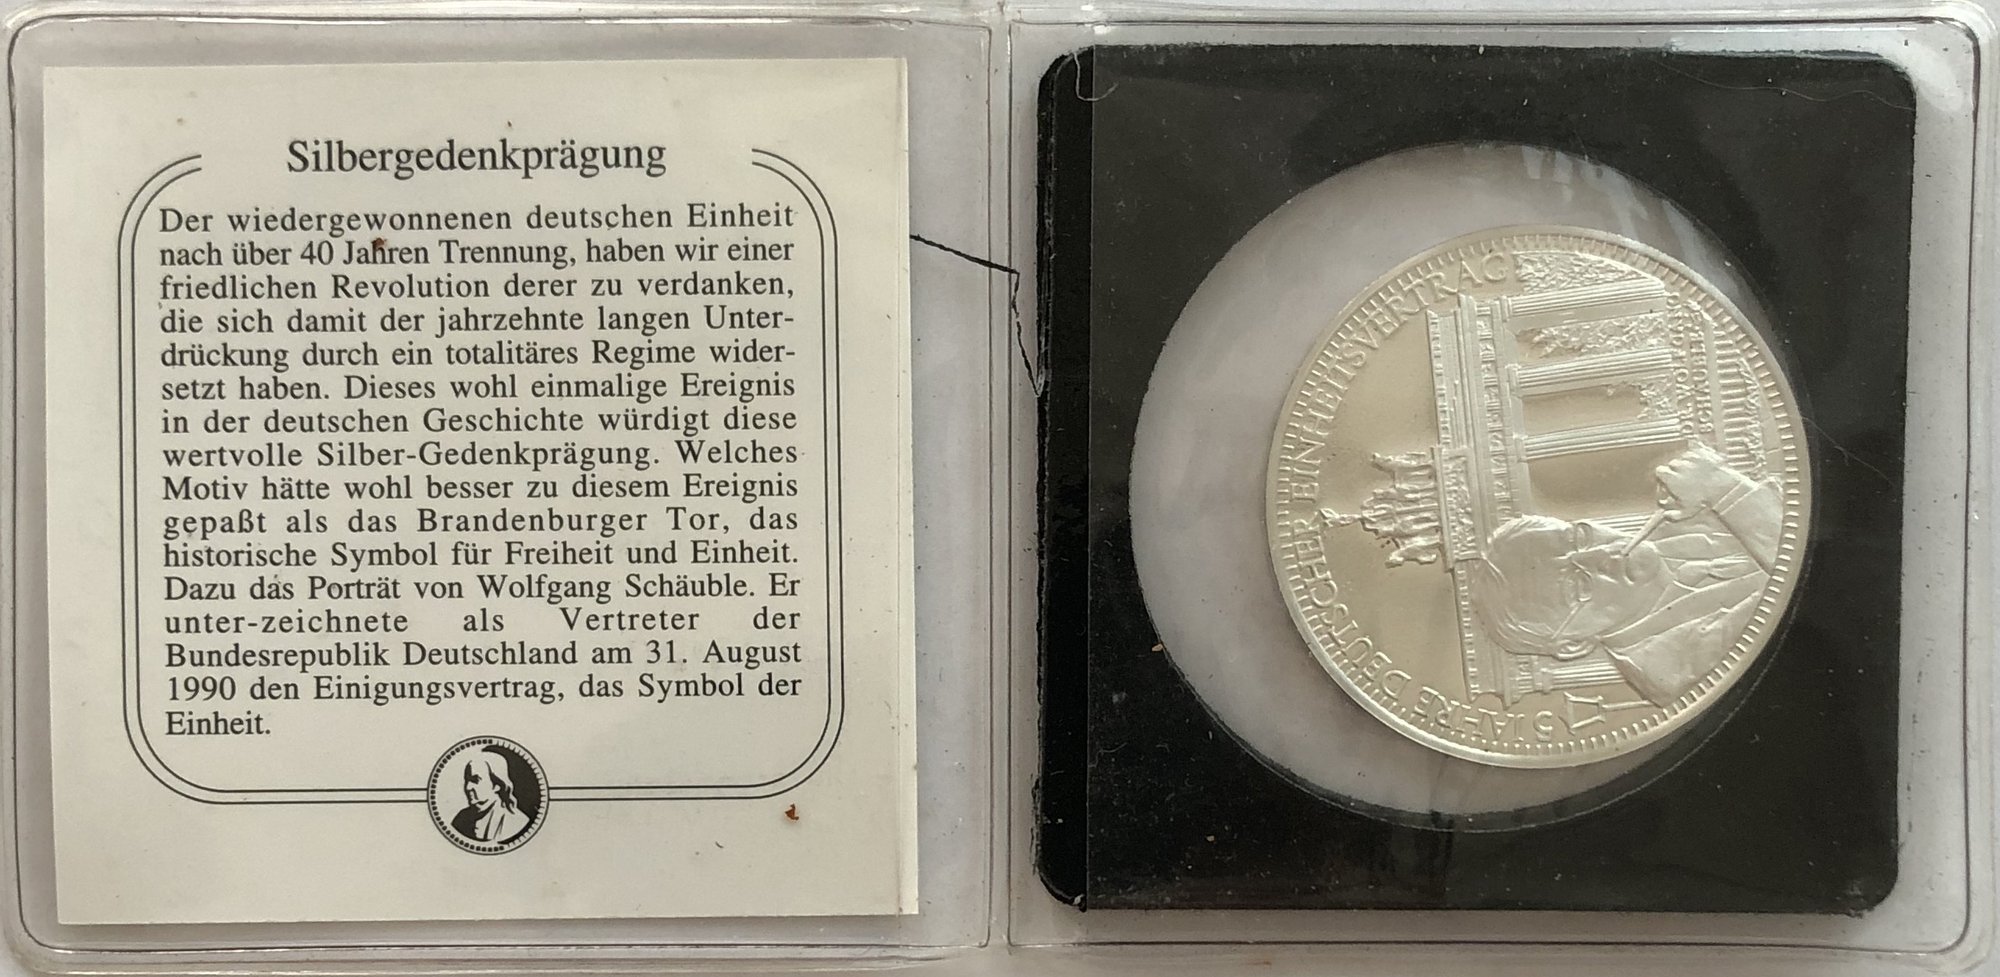 Silbergedenkprägung
Der wiedergewonnenen deutschen Einheit
nach über 40 Jahren Trennung, haben wir einer
friedlichen Revolution derer zu verdanken,
die sich damit der jahrzehnte langen Unter-
drückung durch ein totalitäres Regime wider-
setzt haben. Dieses wohl einmalige Ereignis
in der deutschen Geschichte würdigt diese
wertvolle Silber-Gedenkprägung. Welches
Motiv hätte wohl besser zu diesem Ereignis
gepaßt als das Brandenburger Tor, das
historische Symbol für Freiheit und Einheit.
Dazu das Porträt von Wolfgang Schäuble. Er
unter-zeichnete als Vertreter der
Bundesrepublik Deutschland am 31. August
1990 den Einigungsvertrag, das Symbol der
Einheit.
5 JAHRE DEUTSCHER EINHEITSVERTRAG
DR. WOLFGANG
SCHÄUBLE